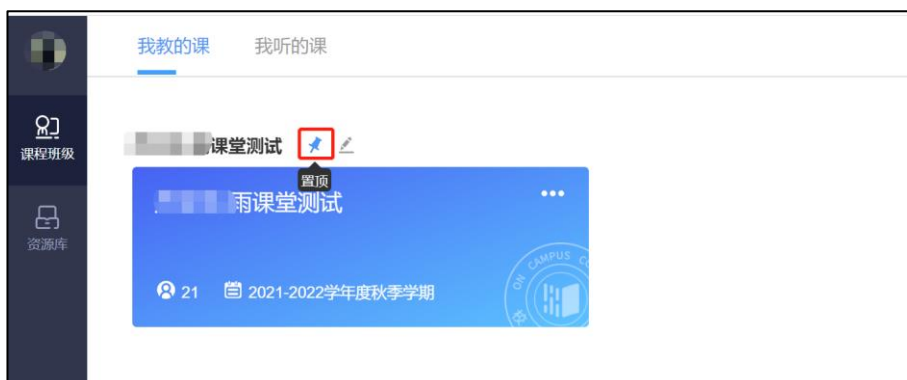 我教的课 我听的课
课程班级
课堂测试
置顶
雨课堂测试
资源库
21 2021-2022学年度秋季学期
ON CAMPUS